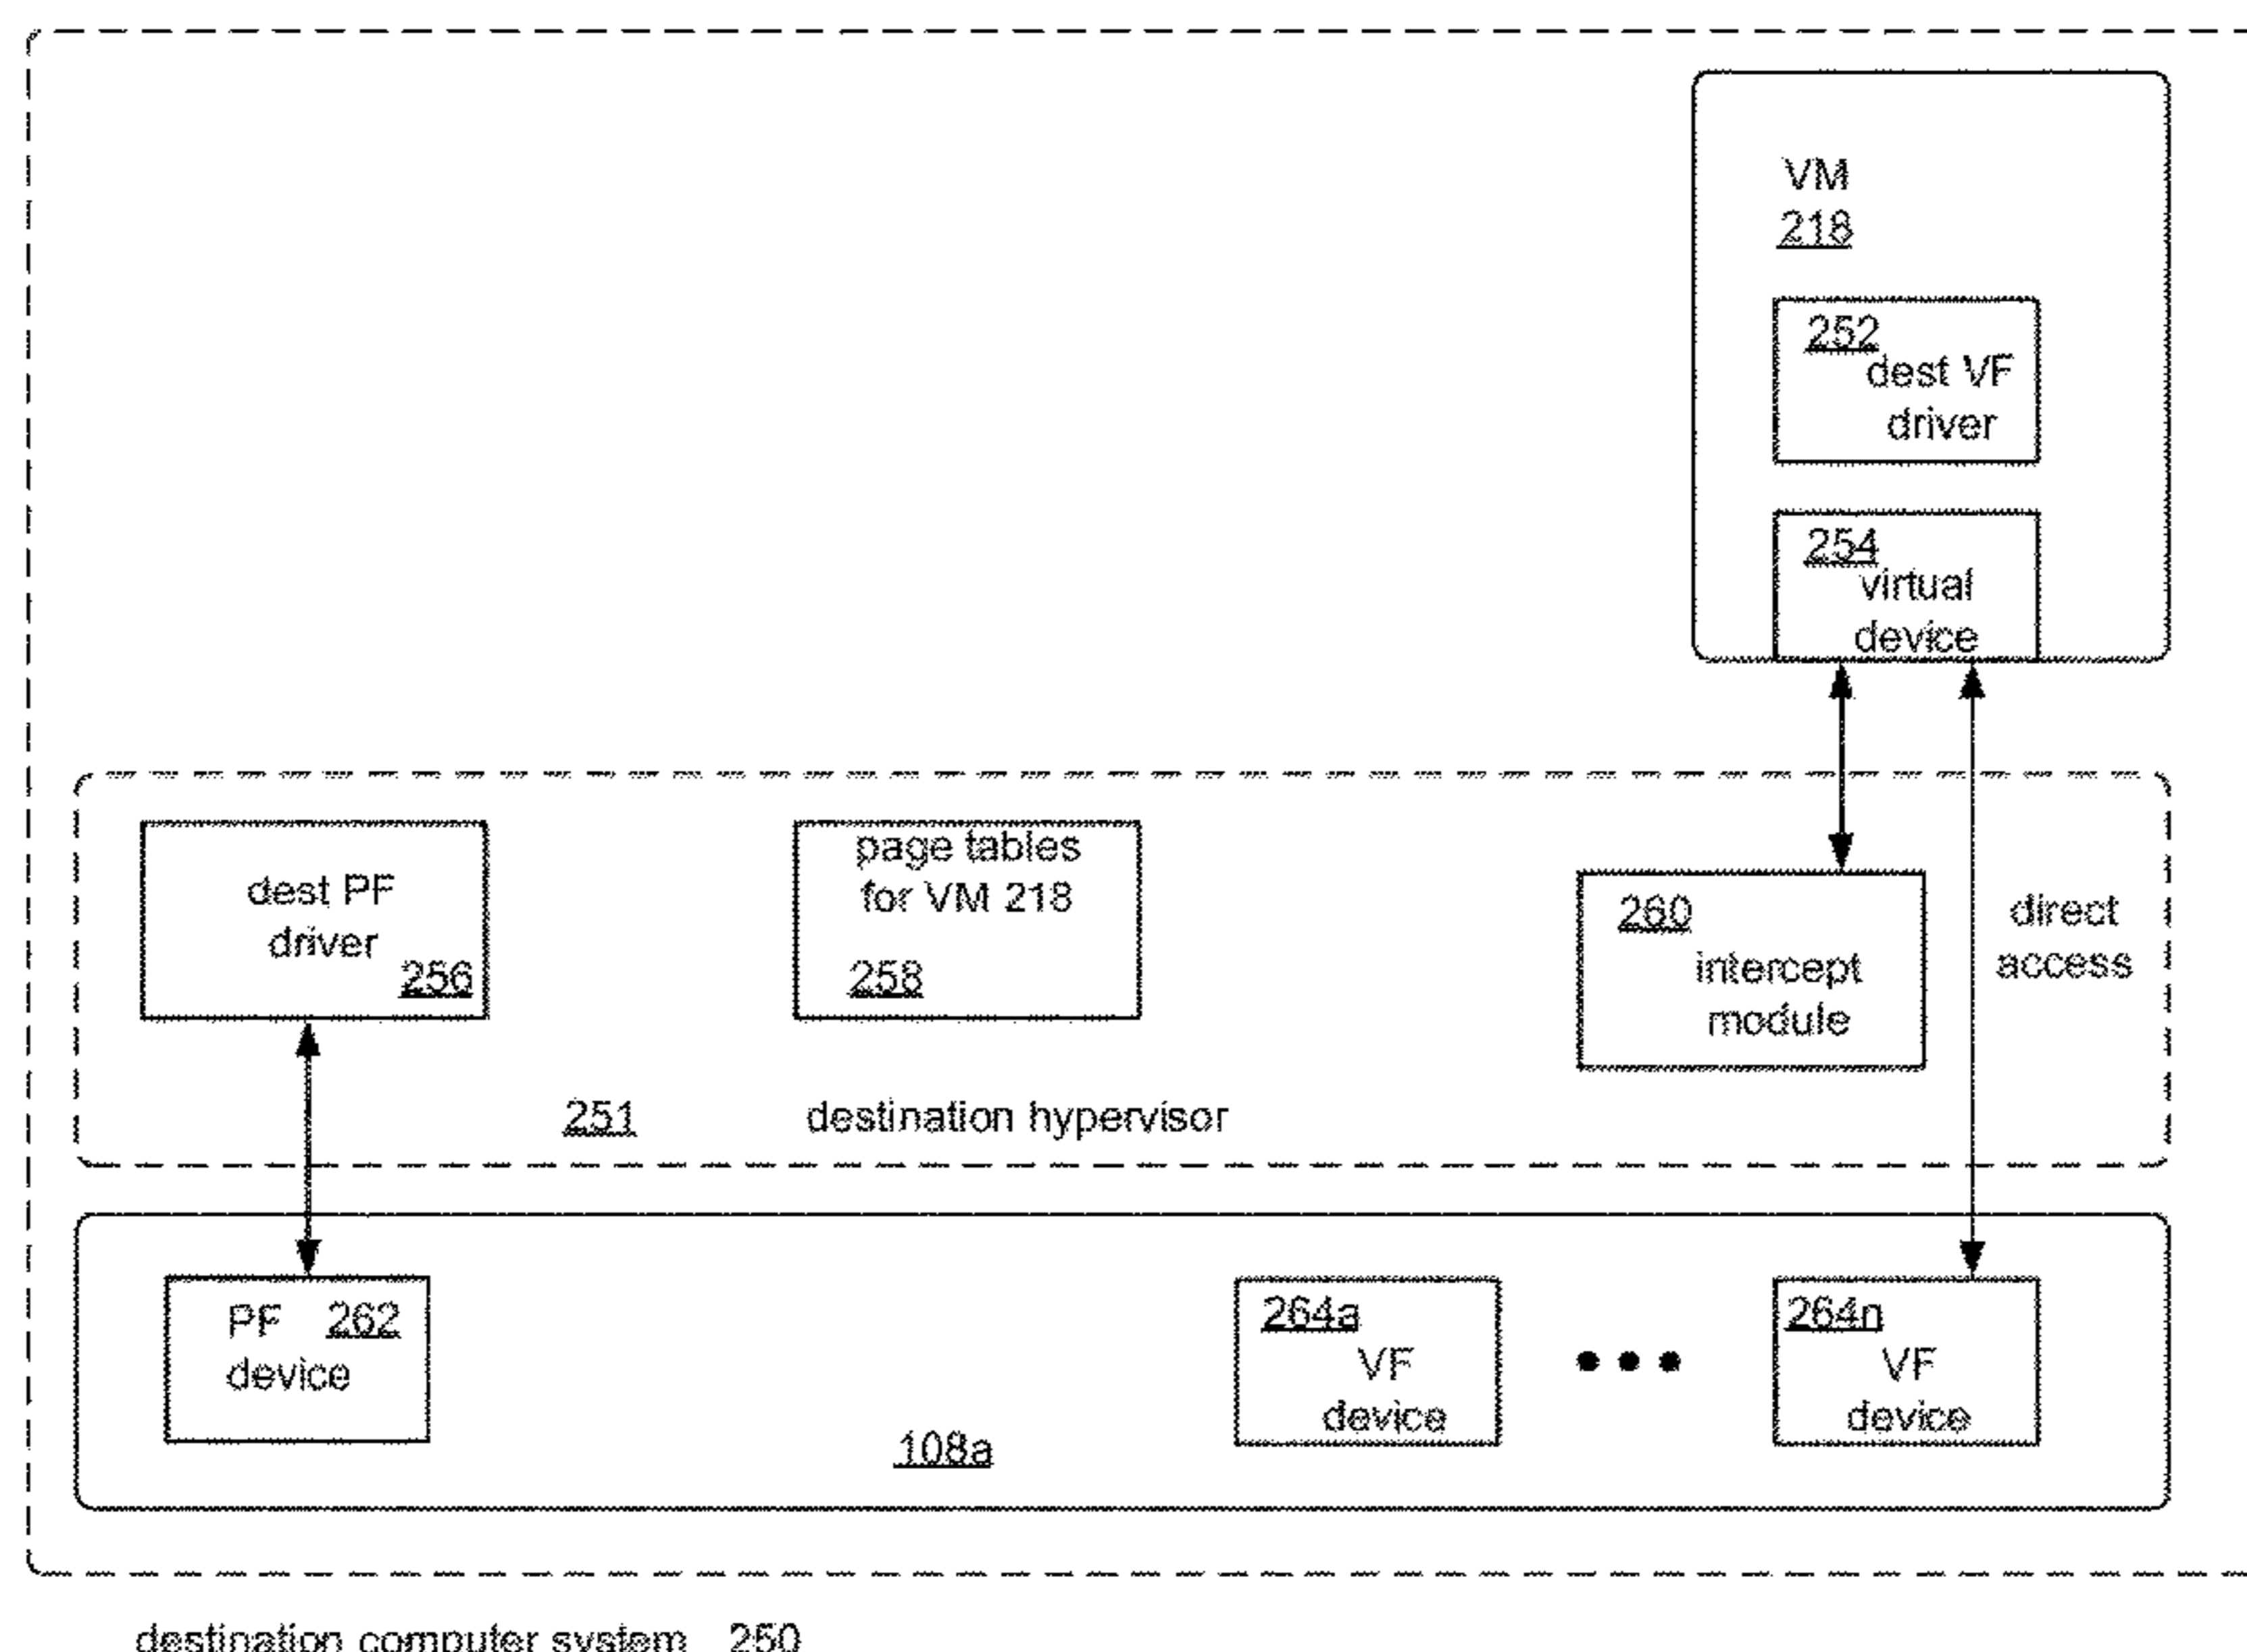 VM
218
252
dest VF
driver
254
virtual
device
dest PF
driver
256
page tables
for VM 218
258
260
intercept
module
direct
access
251 destination hypervisor
PF 262
device
264a
VF
device
264n
VF
device
108a
destination computer system 250